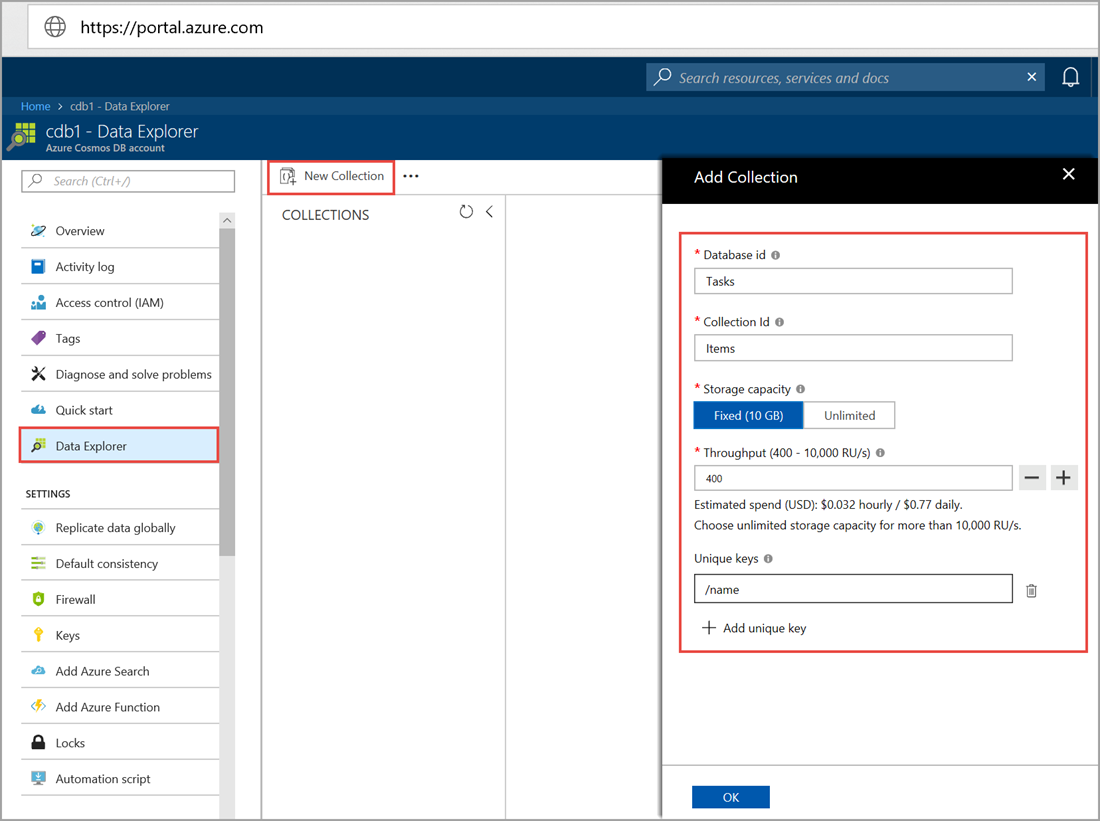 https://portal.azure.com
Search resources, services and docs
Home > cdb1 - Data Explorer
cdb1 - Data Explorer
Azure Cosmos DB account
Search (Ctrl+/)
Overview
Activity log
Access control (IAM)
Tags
Diagnose and solve problems
Quick start
Data Explorer
SETTINGS
Replicate data globally
Default consistency
Firewall
Keys
Add Azure Search
Add Azure Function
Locks
Automation script
New Collection
COLLECTIONS
Add Collection
* Database id
Tasks
* Collection Id
Items
* Storage capacity
Fixed (10 GB) Unlimited
* Throughput (400 - 10,000 RU/s)
400
Estimated spend (USD): $0.032 hourly / $0.77 daily.
Choose unlimited storage capacity for more than 10,000 RU/s.
Unique keys
/name
Add unique key
OK